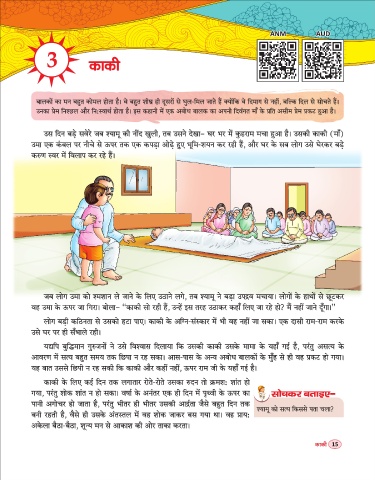 ANM
AUD
3
काकी
बालकों का मन बहुत कोमल होता है। वे बहुत शीघ्र ही दूसरों से घुल-मिल जाते हैं क्योंकि वे दिमाग से नहीं, बल्कि दिल से सोचते हैं।
उनका प्रेम निश्छल और निःस्वार्थ होता है। इस कहानी में एक अबोध बालक का अपनी दिवंगत माँ के प्रति असीम प्रेम प्रकट हुआ है।
उस दिन बड़े सवेरे जब श्यामू की नींद खुली, तब उसने देखा– घर भर में कुहराम मचा हुआ है। उसकी काकी (माँ)
उमा एक कंबल पर नीचे से ऊपर तक एक कपड़ा ओढ़े हुए भूमि-शयन कर रही हैं, और घर के सब लोग उसे घेरकर बड़े
करुण स्वर में विलाप कर रहे हैं।
जब लोग उमा को श्मशान ले जाने के लिए उठाने लगे, तब श्यामू ने बड़ा उपद्रव मचाया। लोगों के हाथों से छूटकर
वह उमा के ऊपर जा गिरा। बोला– "काकी सो रही हैं, उन्हें इस तरह उठाकर कहाँ लिए जा रहे हो? मैं नहीं जाने दूँगा।"
लोग बड़ी कठिनता से उसको हटा पाए। काकी के अग्नि-संस्कार में भी वह नहीं जा सका। एक दासी राम-राम करके
उसे घर पर ही सँभाले रही।
यद्यपि बुद्धिमान गुरुजनों ने उसे विश्वास दिलाया कि उसकी काकी उसके मामा के यहाँ गई है, परंतु असत्य के
आवरण में सत्य बहुत समय तक छिपा न रह सका। आस-पास के अन्य अबोध बालकों के मुँह से ही वह प्रकट हो गया।
यह बात उससे छिपी न रह सकी कि काकी और कहीं नहीं, ऊपर राम जी के यहाँ गई है।
काकी के लिए कई दिन तक लगातार रोते-रोते उसका रुदन तो क्रमशः शांत हो
गया, परंतु शोक शांत न हो सका। वर्षा के अनंतर एक ही दिन में पृथ्वी के ऊपर का
पानी अगोचर हो जाता है, परंतु भीतर ही भीतर उसकी आर्द्रता जैसे बहुत दिन तक
बनी रहती है, वैसे ही उसके अंतस्तल में वह शोक जाकर बस गया था। वह प्रायः
अकेला बैठा-बैठा, शून्य मन से आकाश की ओर ताका करता।
सोचकर बताइए–
श्यामू को सत्य किससे पता चला?
काकी 15